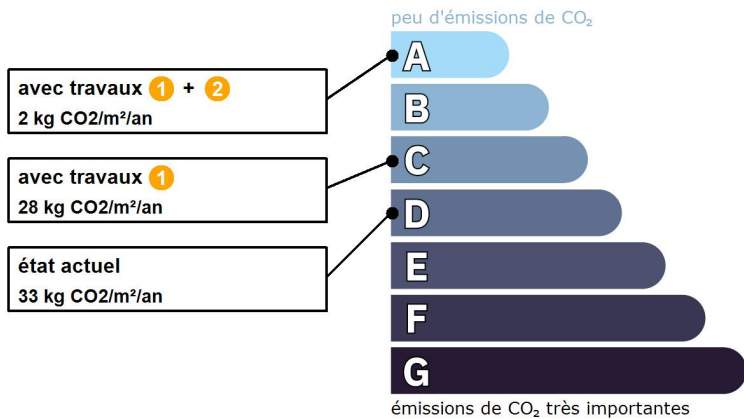 peu d'émissions de CO₂
A
avec travaux 1 + 2
2 kg CO2/m²/an
B
avec travaux 1
28 kg CO2/m²/an
C
D
état actuel
33 kg CO2/m²/an
E
F
G
émissions de CO₂ très importantes